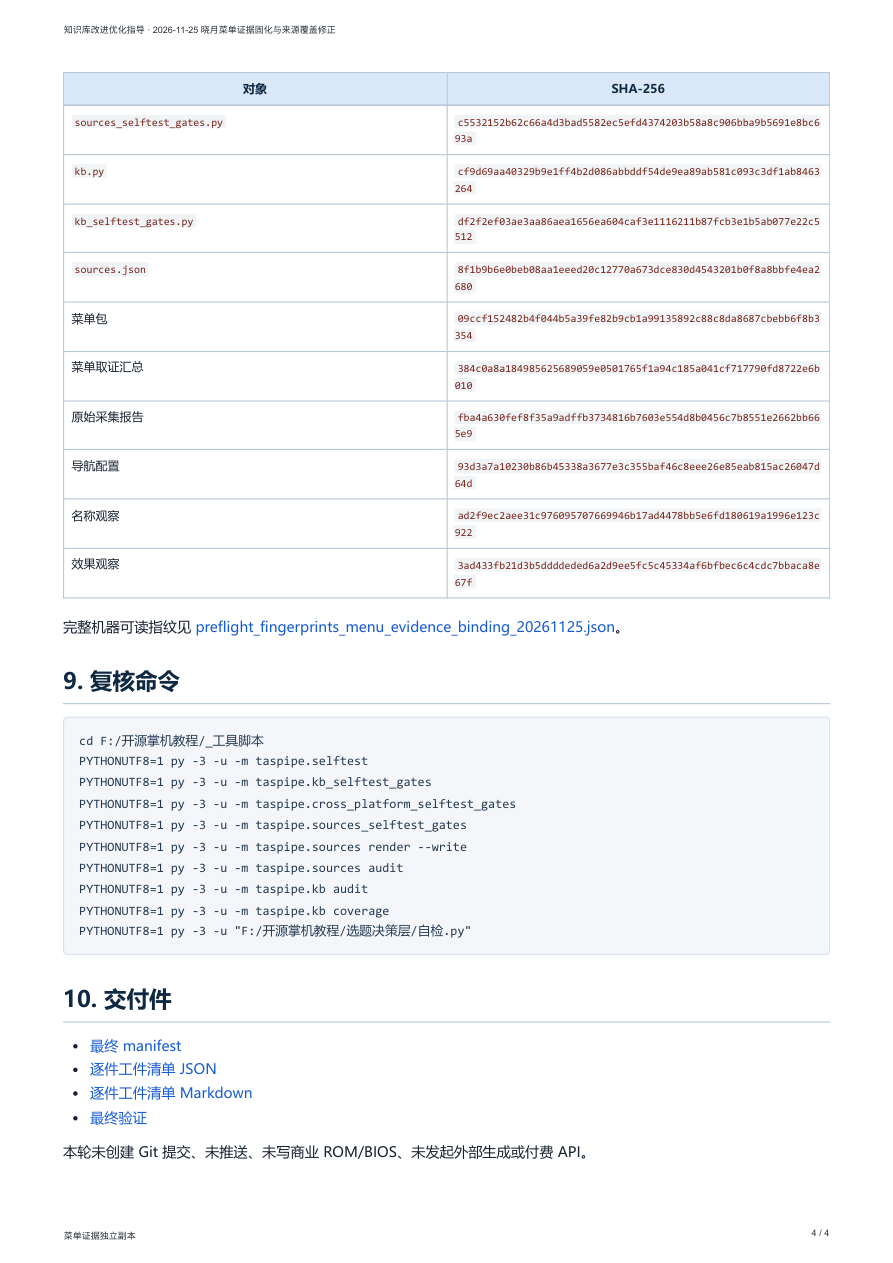 知识库改进优化指导 · 2026-11-25 晓月菜单证据固化与来源覆盖修正
对象 SHA-256
sources_selftest_gates.py c5532152b62c66a4d3bad5582ec5efd4374203b58a8c906bba9b5691e8bc6
93a
kb.py cf9d69aa40329b9e1ff4b2d086abbddf54de9ea89ab581c093c3df1ab8463
264
kb_selftest_gates.py df2f2ef03ae3aa86aea1656ea604caf3e1116211b87fcb3e1b5ab077e22c5
512
sources.json 8f1b9b6e0beb08aa1eeed20c12770a673dce830d4543201b0f8a8bbfe4ea2
680
菜单包 09ccf152482b4f044b5a39fe82b9cb1a99135892c88c8da8687cbebb6f8b3
354
菜单取证汇总 384c0a8a184985625689059e0501765f1a94c185a041cf717790fd8722e6b
010
原始采集报告 fba4a630fef8f35a9adffb3734816b7603e554d8b0456c7b8551e2662bb66
5e9
导航配置 93d3a7a10230b86b45338a3677e3c355baf46c8eee26e85eab815ac26047d
64d
名称观察 ad2f9ec2aee31c976095707669946b17ad4478bb5e6fd180619a1996e123c
922
效果观察 3ad433fb21d3b5ddddeded6a2d9ee5fc5c45334af6bfbec6c4cdc7bbaca8e
67f
完整机器可读指纹见 preflight_fingerprints_menu_evidence_binding_20261125.json。
9. 复核命令
cd F:/开源掌机教程/_工具脚本
PYTHONUTF8=1 py -3 -u -m taspipe.selftest
PYTHONUTF8=1 py -3 -u -m taspipe.kb_selftest_gates
PYTHONUTF8=1 py -3 -u -m taspipe.cross_platform_selftest_gates
PYTHONUTF8=1 py -3 -u -m taspipe.sources_selftest_gates
PYTHONUTF8=1 py -3 -u -m taspipe.sources render --write
PYTHONUTF8=1 py -3 -u -m taspipe.sources audit
PYTHONUTF8=1 py -3 -u -m taspipe.kb audit
PYTHONUTF8=1 py -3 -u -m taspipe.kb coverage
PYTHONUTF8=1 py -3 -u "F:/开源掌机教程/选题决策层/自检.py"
10. 交付件
• 最终 manifest
• 逐件工件清单 JSON
• 逐件工件清单 Markdown
• 最终验证
本轮未创建 Git 提交、未推送、未写商业 ROM/BIOS、未发起外部生成或付费 API。
菜单证据独立副本 4 / 4